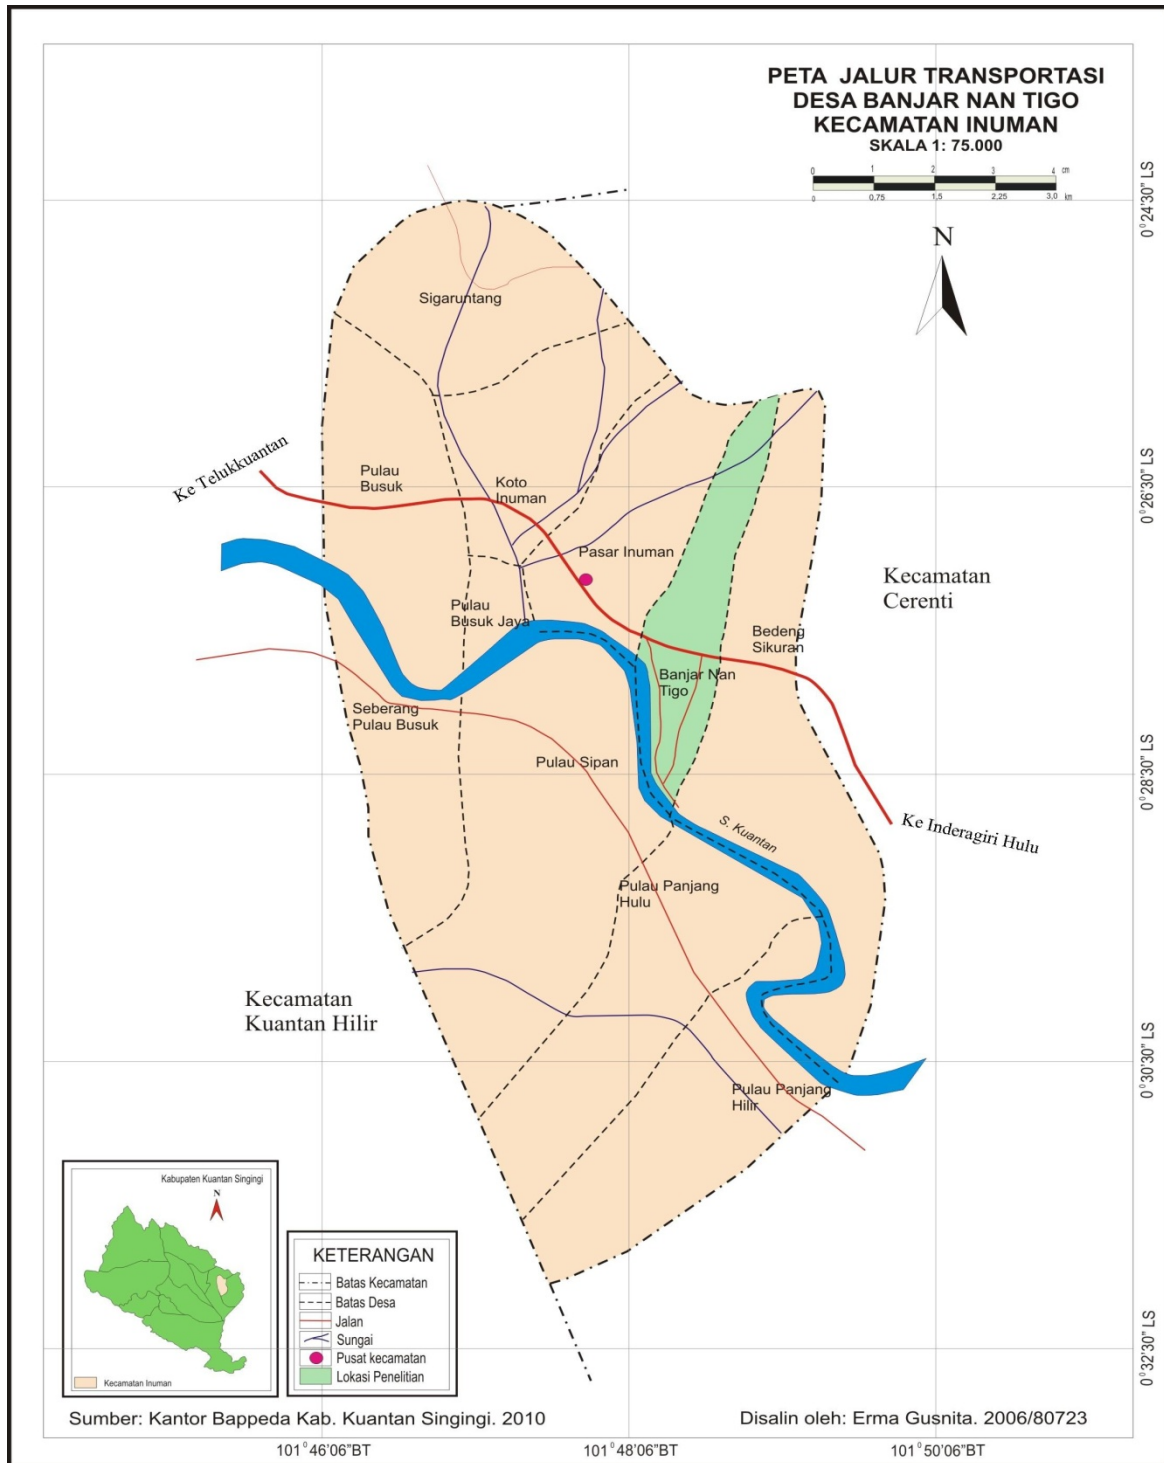 PETA JALUR TRANSPORTASI
DESA BANJAR NAN TIGO
KECAMATAN INUMAN
SKALA 1: 75.000
0 1 2 3 4 cm
0 0,75 1,5 2,25 3,0 km
N
0°24'30" LS
Sigaruntang
Ke Telukkuantan
Pulau
Busuk
Koto
Inuman
0°26'30" LS
Pasar Inuman
Kecamatan
Cerenti
Pulau
Busuk Jaya
Bedeng
Sikuran
Banjar Nan
Tigo
Seberang
Pulau Busuk
Pulau Sipan
0°28'30" LS
S. Kuantan
Ke Inderagiri Hulu
Pulau Panjang
Hulu
Kecamatan
Kuantan Hilir
0°30'30" LS
Pulau Panjang
Hilir
Kabupaten Kuantan Singingi
N
Kecamatan Inuman
KETERANGAN
Batas Kecamatan
Batas Desa
Jalan
Sungai
Pusat kecamatan
Lokasi Penelitian
0°32'30" LS
Sumber: Kantor Bappeda Kab. Kuantan Singingi. 2010
Disalin oleh: Erma Gusnita. 2006/80723
101°46'06"BT
101°48'06"BT
101°50'06"BT